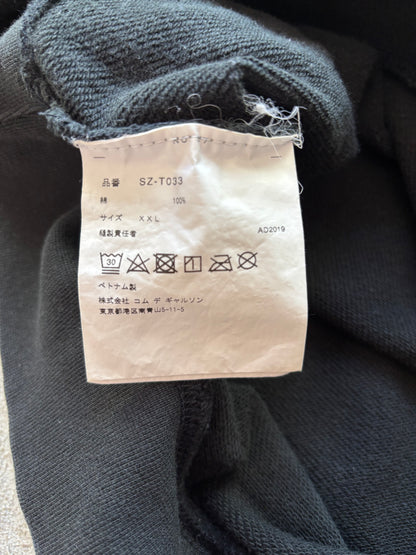 品番 SZ-T033
綿 100%
サイズ XXL
縫製責任者 AD2019
30
ベトナム製
株式会社 コム デ ギャルソン
東京都港区南青山5-11-5